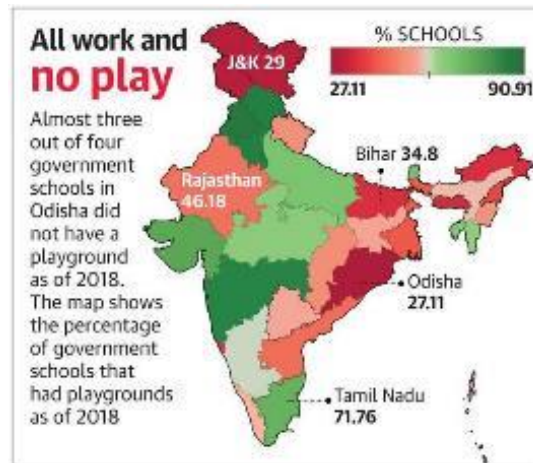 All work and
no play
Almost three
out of four
government
schools in
Odisha did
not have a
playground
as of 2018.
The map shows
the percentage
of government
schools that
had playgrounds
as of 2018
% SCHOOLS
27.11 90.91
J&K 29
Bihar 34.8
Rajasthan
46.18
Odisha
27.11
Tamil Nadu
71.76